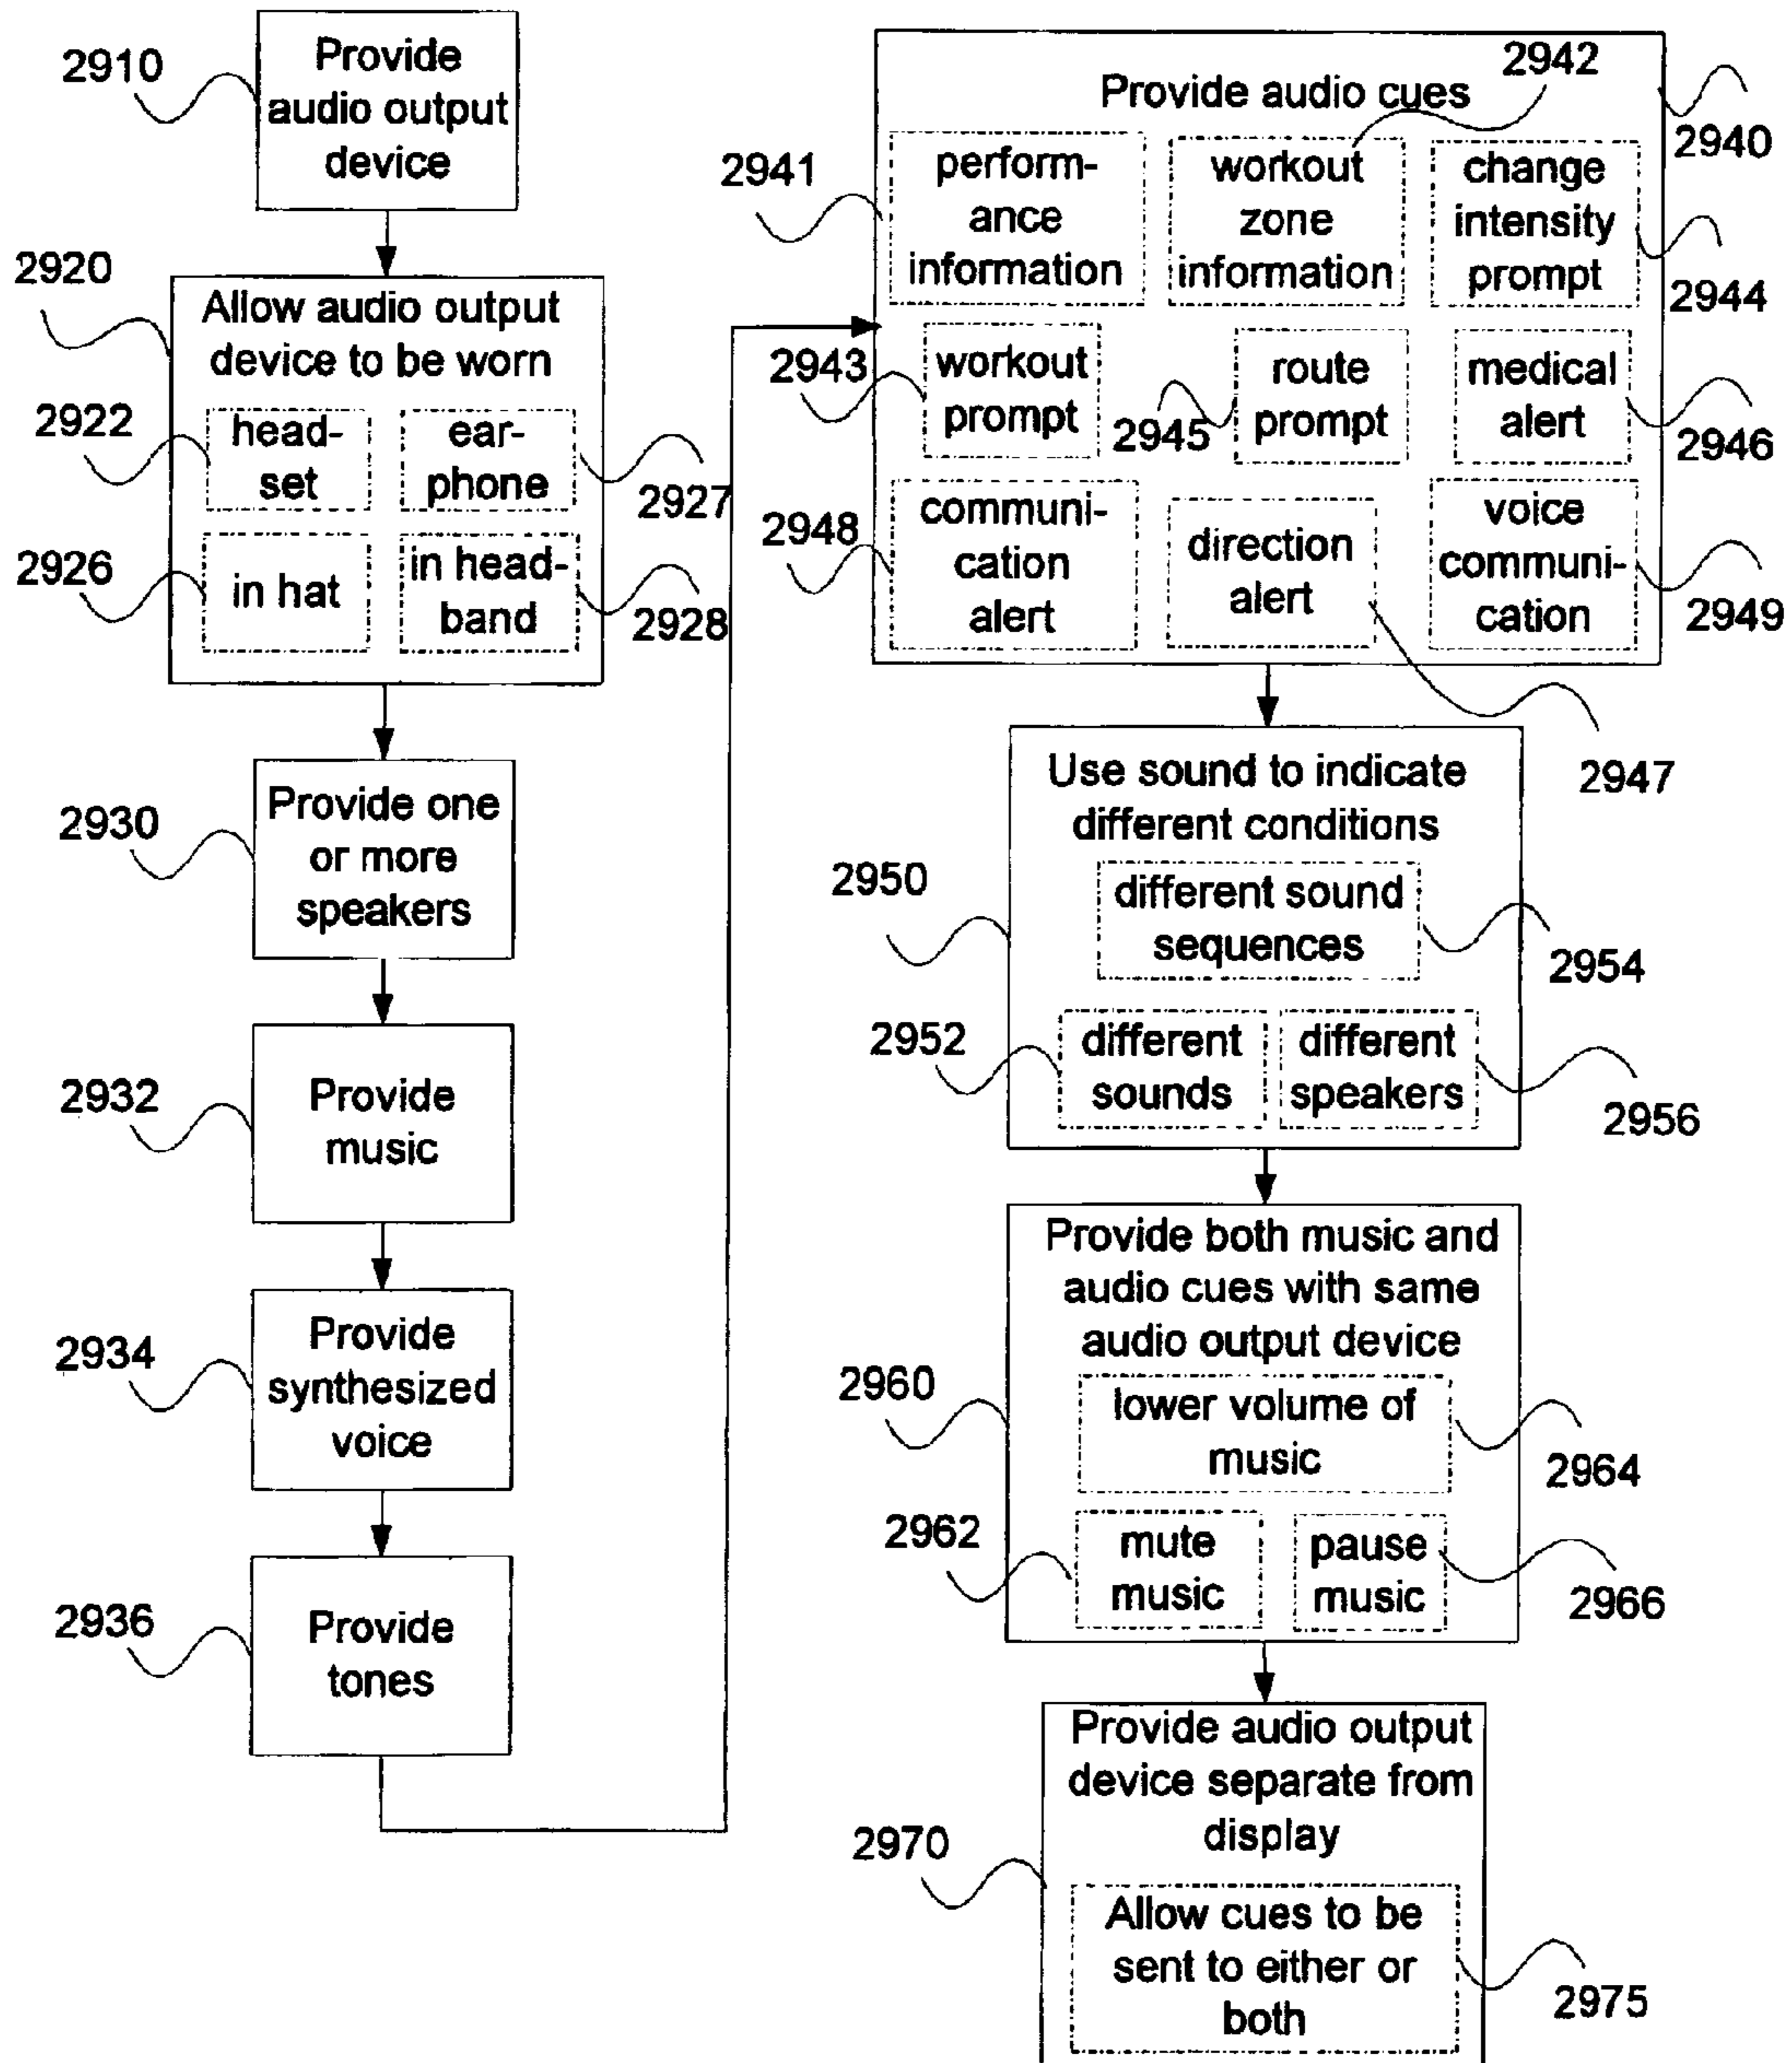 2910
Provide
audio output
device
2920
Allow audio output
device to be worn
2922
head-
set
ear-
phone
2927
2926
in hat
in head-
band
2928
2930
Provide one
or more
speakers
2932
Provide
music
2934
Provide
synthesized
voice
2936
Provide
tones
Provide audio cues
2940
2941
perform-
ance
information
2942
workout
zone
information
change
intensity
prompt
2944
2943
workout
prompt
2945
route
prompt
medical
alert
2946
2948
communi-
cation
alert
direction
alert
2947
voice
communi-
cation
2949
2950
Use sound to indicate
different conditions
different sound
sequences
2954
2952
different
sounds
different
speakers
2956
2960
Provide both music and
audio cues with same
audio output device
lower volume of
music
2964
2962
mute
music
pause
music
2966
2970
Provide audio output
device separate from
display
Allow cues to be
sent to either or
both
2975